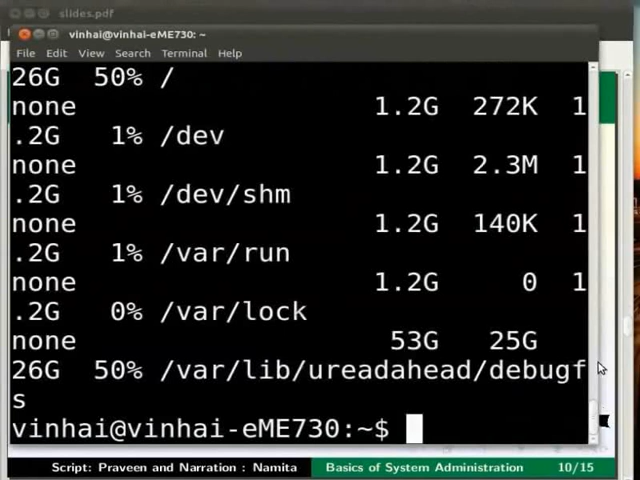 slides.pdf
vinhai@vinhai-eME730: ~
File Edit View Search Terminal Help
26G 50% /
none 1.2G 272K 1
.2G 1% /dev
none 1.2G 2.3M 1
.2G 1% /dev/shm
none 1.2G 140K 1
.2G 1% /var/run
none 1.2G 0 1
.2G 0% /var/lock
none 53G 25G
26G 50% /var/lib/ureadahead/debugf
s
vinhai@vinhai-eME730:~$
Script: Praveen and Narration : Namita Basics of System Administration 10/15